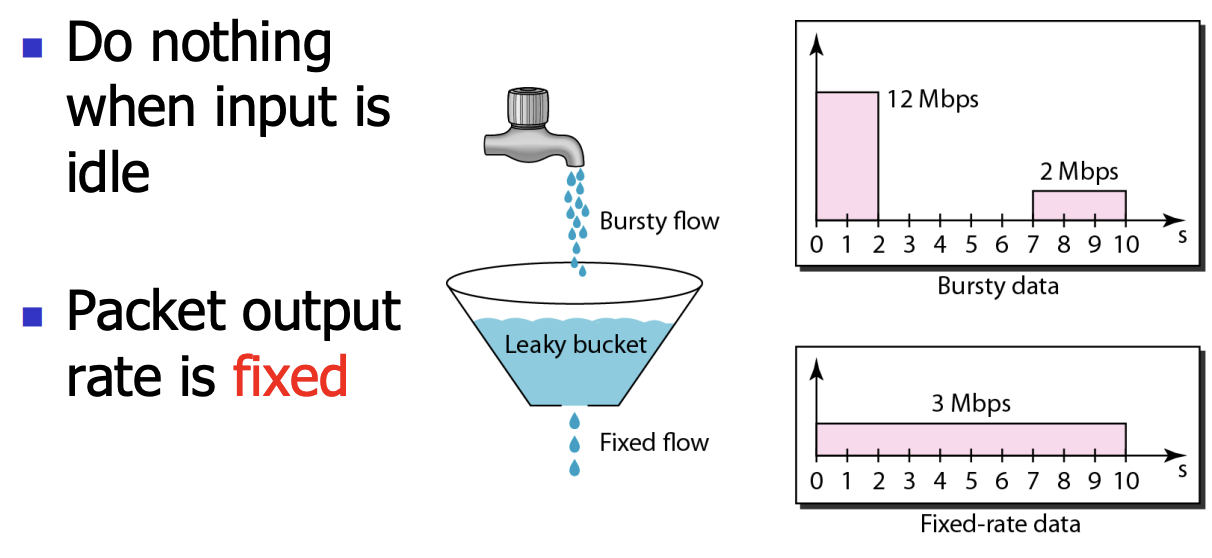 Do nothing
when input is
idle
Packet output
rate is fixed
Bursty flow
Leaky bucket
Fixed flow
12 Mbps
2 Mbps
0 1 2 3 4 5 6 7 8 9 10 s
Bursty data
3 Mbps
0 1 2 3 4 5 6 7 8 9 10 s
Fixed-rate data